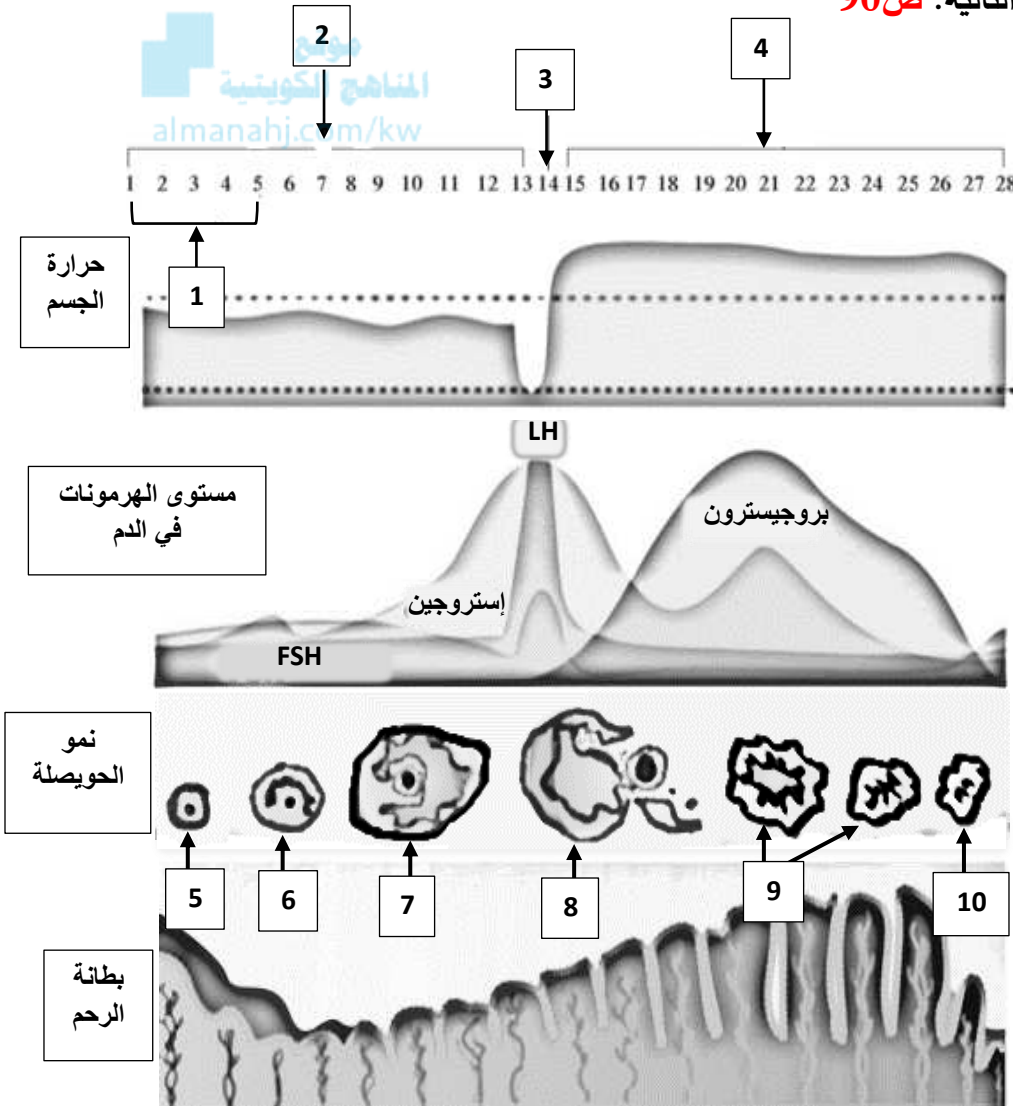 التالية: ص90
موقع
المناهج الكويتية
almanahj.com/kw
2
3
4
1 2 3 4 5 6 7 8 9 10 11 12 13 14 15 16 17 18 19 20 21 22 23 24 25 26 27 28
حرارة
الجسم
1
LH
مستوى الهرمونات
في الدم
بروجيسترون
إستروجين
FSH
نمو
الحويصلة
5
6
7
8
9
10
بطانة
الرحم